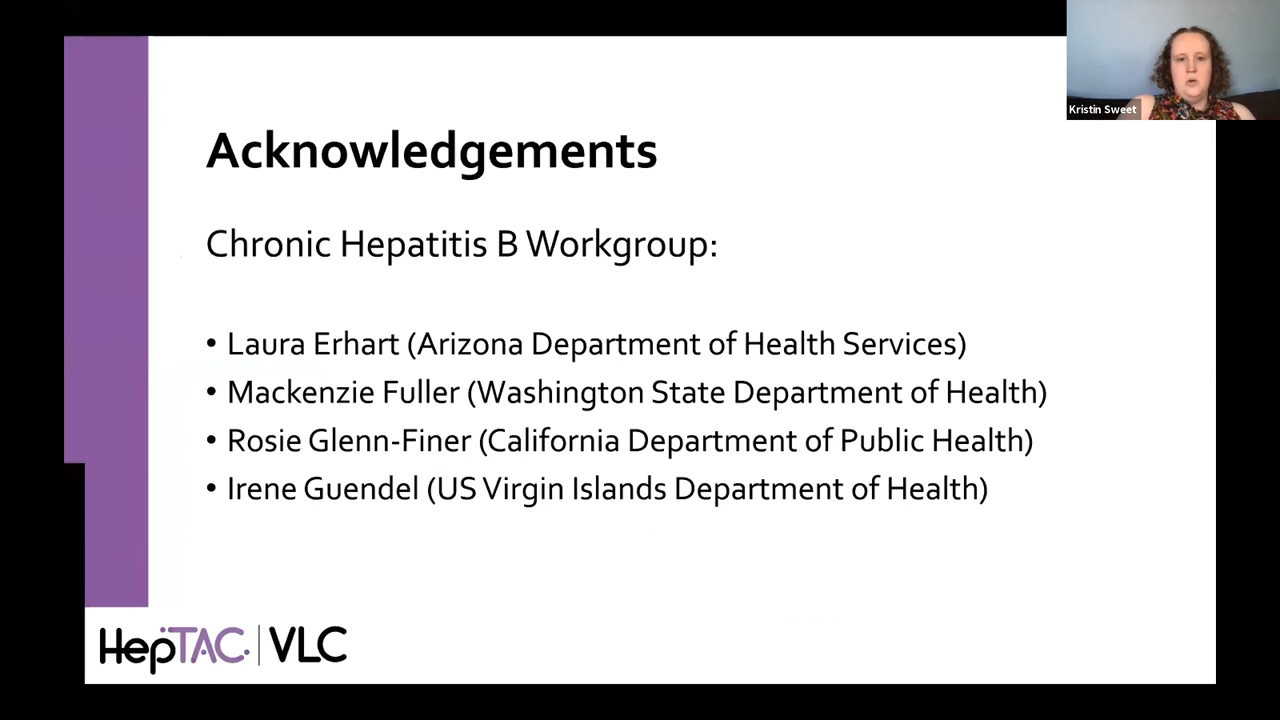 Kristin Sweet
Acknowledgements
Chronic Hepatitis B Workgroup:
• Laura Erhart (Arizona Department of Health Services)
• Mackenzie Fuller (Washington State Department of Health)
• Rosie Glenn-Finer (California Department of Public Health)
• Irene Guendel (US Virgin Islands Department of Health)
HepTAC | VLC